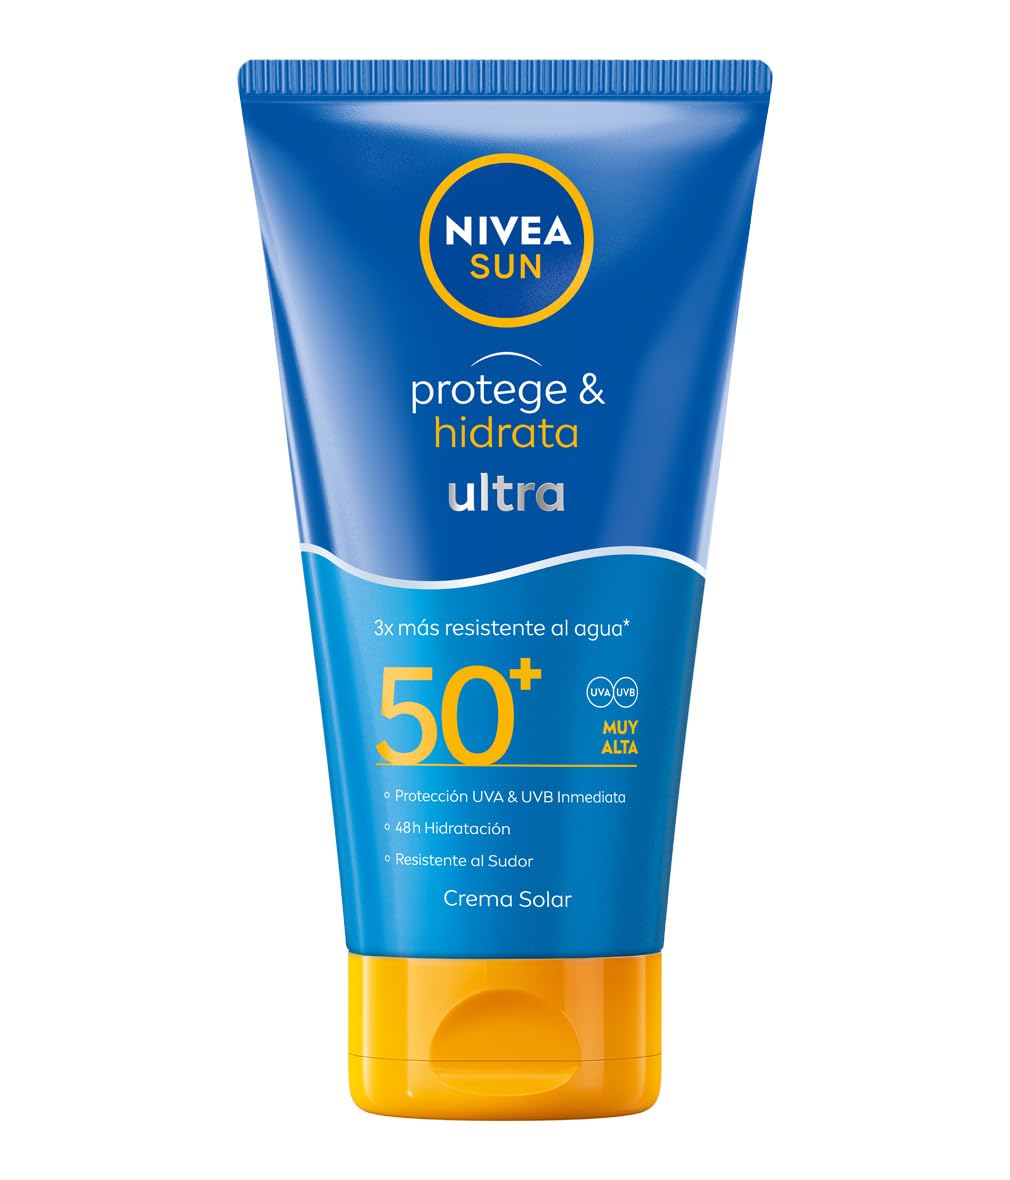 NIVEA
SUN
protege &
hidrata
ultra
3x más resistente al agua*
50+
UVA UVB
MUY
ALTA
Protección UVA & UVB Inmediata
48h Hidratación
Resistente al Sudor
Crema Solar